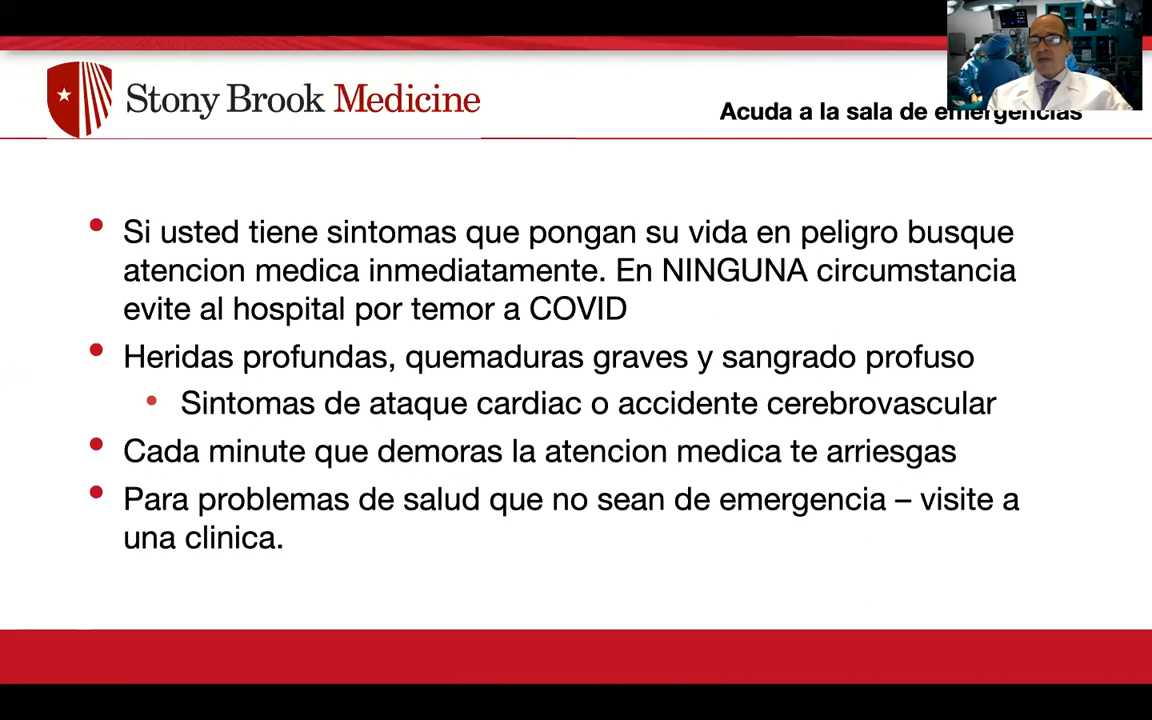 Stony Brook Medicine
Acuda a la sala de emergencias
Si usted tiene sintomas que pongan su vida en peligro busque
atencion medica inmediatamente. En NINGUNA circumstancia
evite al hospital por temor a COVID
Heridas profundas, quemaduras graves y sangrado profuso
Sintomas de ataque cardiac o accidente cerebrovascular
Cada minute que demoras la atencion medica te arriesgas
Para problemas de salud que no sean de emergencia – visite a
una clinica.